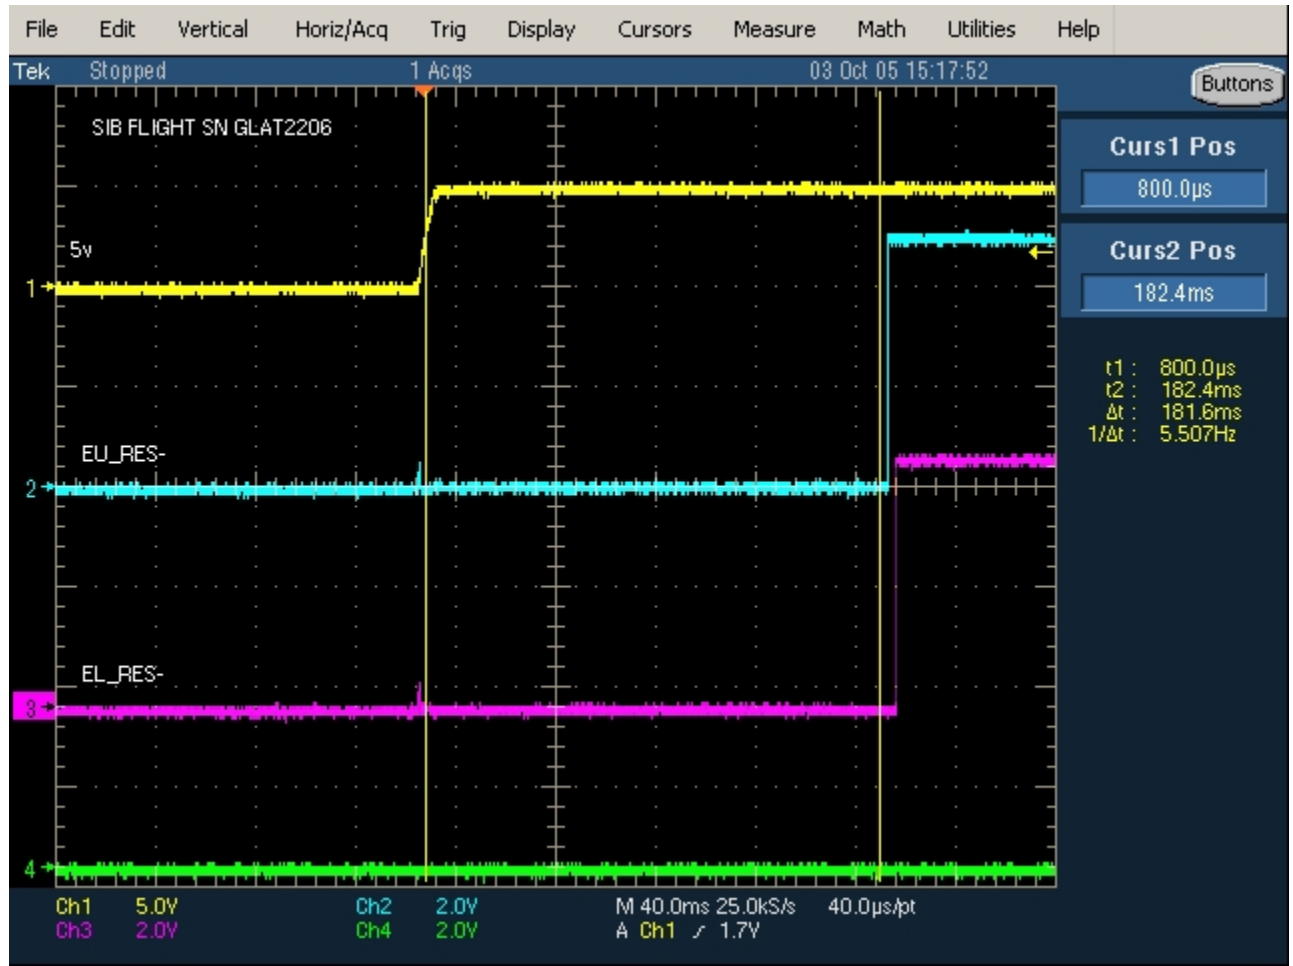 File Edit Vertical Horiz/Acq Trig Display Cursors Measure Math Utilities Help
Tek Stopped 1 Acqs 03 Oct 05 15:17:52
Buttons
SIB FLIGHT SN GLAT2206
Curs1 Pos
800.0µs
5v
Curs2 Pos
1
182.4ms
t1 : 800.0µs
t2 : 182.4ms
Δt : 181.6ms
1/Δt : 5.507Hz
EU_RES-
2
EL_RES-
3
4
Ch1 5.0V Ch2 2.0V M 40.0ms 25.0kS/s 40.0µs/pt
Ch3 2.0V Ch4 2.0V A Ch1 / 1.7V